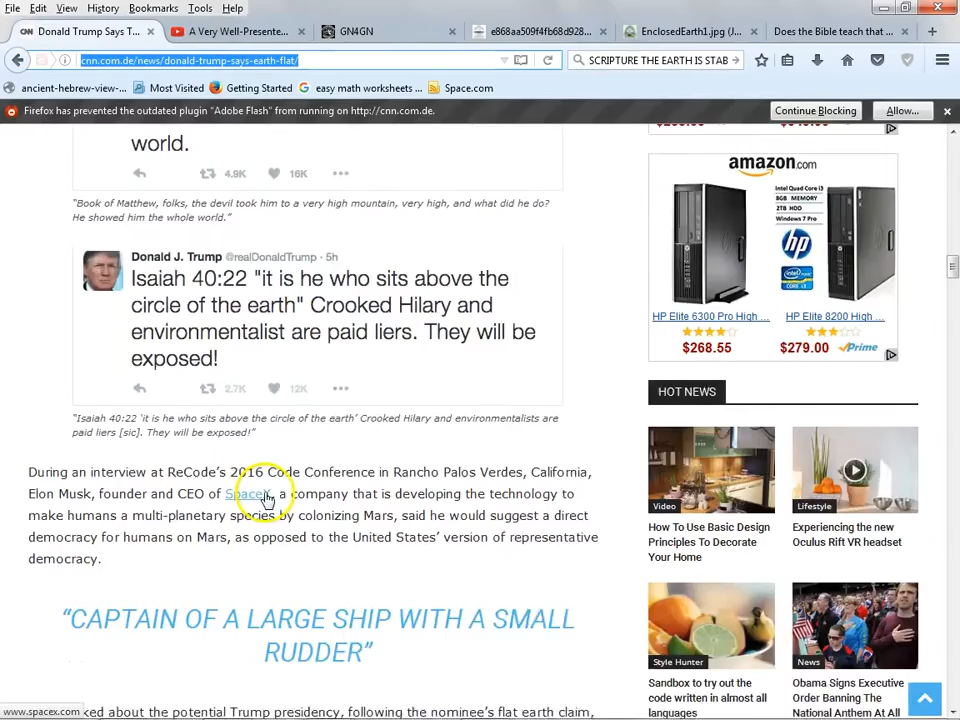 File Edit View History Bookmarks Tools Help
Donald Trump Says T... A Very Well-Presente... GN4GN e868aa509f4fb68d93... EnclosedEarth1.jpg (J... Does the Bible teach that ...
cnn.com.de/news/donald-trump-says-earth-flat/ SCRIPTURE THE EARTH IS STAB
ancient-hebrew-view-... Most Visited Getting Started easy math worksheets ... Space.com
Firefox has prevented the outdated plugin "Adobe Flash" from running on http://cnn.com.de. Continue Blocking Allow...
world.
4.9K 16K
"Book of Matthew, folks, the devil took him to a very high mountain, very high, and what did he do?
He showed him the whole world."
Donald J. Trump @realDonaldTrump · 5h
Isaiah 40:22 "it is he who sits above the
circle of the earth" Crooked Hilary and
environmentalist are paid liers. They will be
exposed!
2.7K 12K
"Isaiah 40:22 'it is he who sits above the circle of the earth' Crooked Hilary and environmentalists are
paid liers [sic]. They will be exposed!"
During an interview at ReCode's 2016 Code Conference in Rancho Palos Verdes, California,
Elon Musk, founder and CEO of SpaceX, a company that is developing the technology to
make humans a multi-planetary species by colonizing Mars, said he would suggest a direct
democracy for humans on Mars, as opposed to the United States' version of representative
democracy.
"CAPTAIN OF A LARGE SHIP WITH A SMALL
RUDDER"
ked about the potential Trump presidency, following the nominee's flat earth claim,
www.spacex.com
amazon.com
Intel Core i3
8GB MEMORY
2TB HDD
Windows 7 Pro
hp
HP Elite 6300 Pro High ... HP Elite 8200 High ...
$268.55 $279.00 Prime
HOT NEWS
Video Lifestyle
How To Use Basic Design
Principles To Decorate
Your Home
Experiencing the new
Oculus Rift VR headset
Style Hunter News
Sandbox to try out the
code written in almost all
languages
Obama Signs Executive
Order Banning The
National Anthem At All